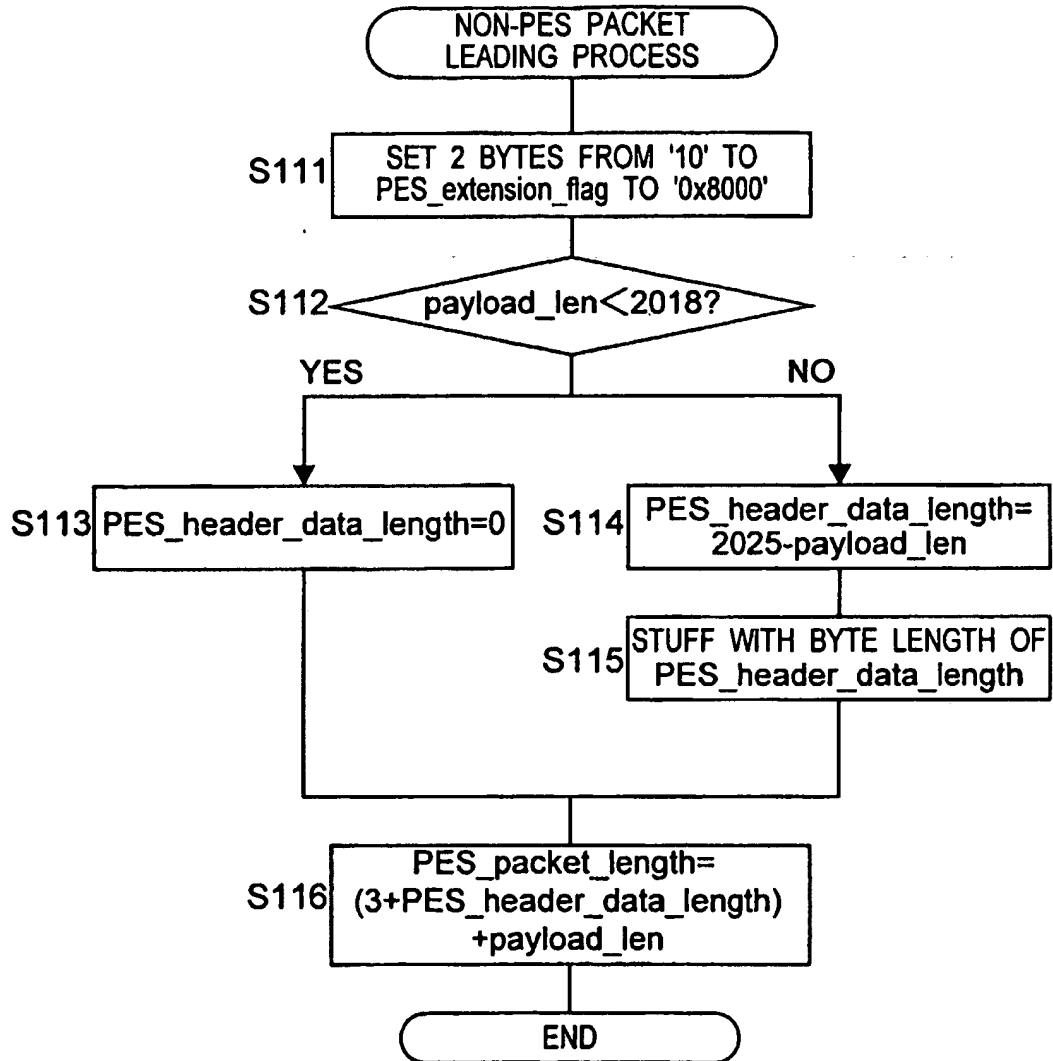 NON-PES PACKET
LEADING PROCESS
S111
SET 2 BYTES FROM '10' TO
PES_extension_flag TO '0x8000'
S112
payload_len<2018?
YES
NO
S113
PES_header_data_length=0
S114
PES_header_data_length=
2025-payload_len
S115
STUFF WITH BYTE LENGTH OF
PES_header_data_length
S116
PES_packet_length=
(3+PES_header_data_length)
+payload_len
END